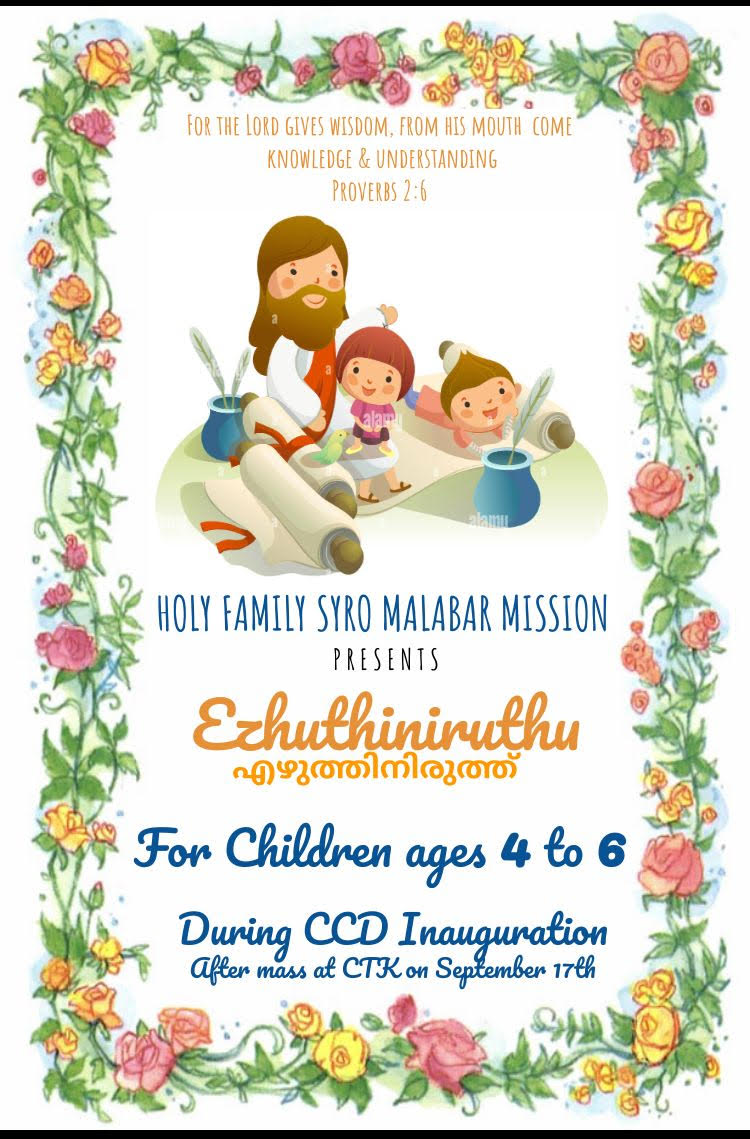 For the Lord gives wisdom, from his mouth come
knowledge & understanding
Proverbs 2:6
alamy
alamy
HOLY FAMILY SYRO MALABAR MISSION
PRESENTS
Ezhuthiniruthu
എഴുത്തിനിരുത്ത്
For Children ages 4 to 6
During CCD Inauguration
After mass at CTK on September 17th